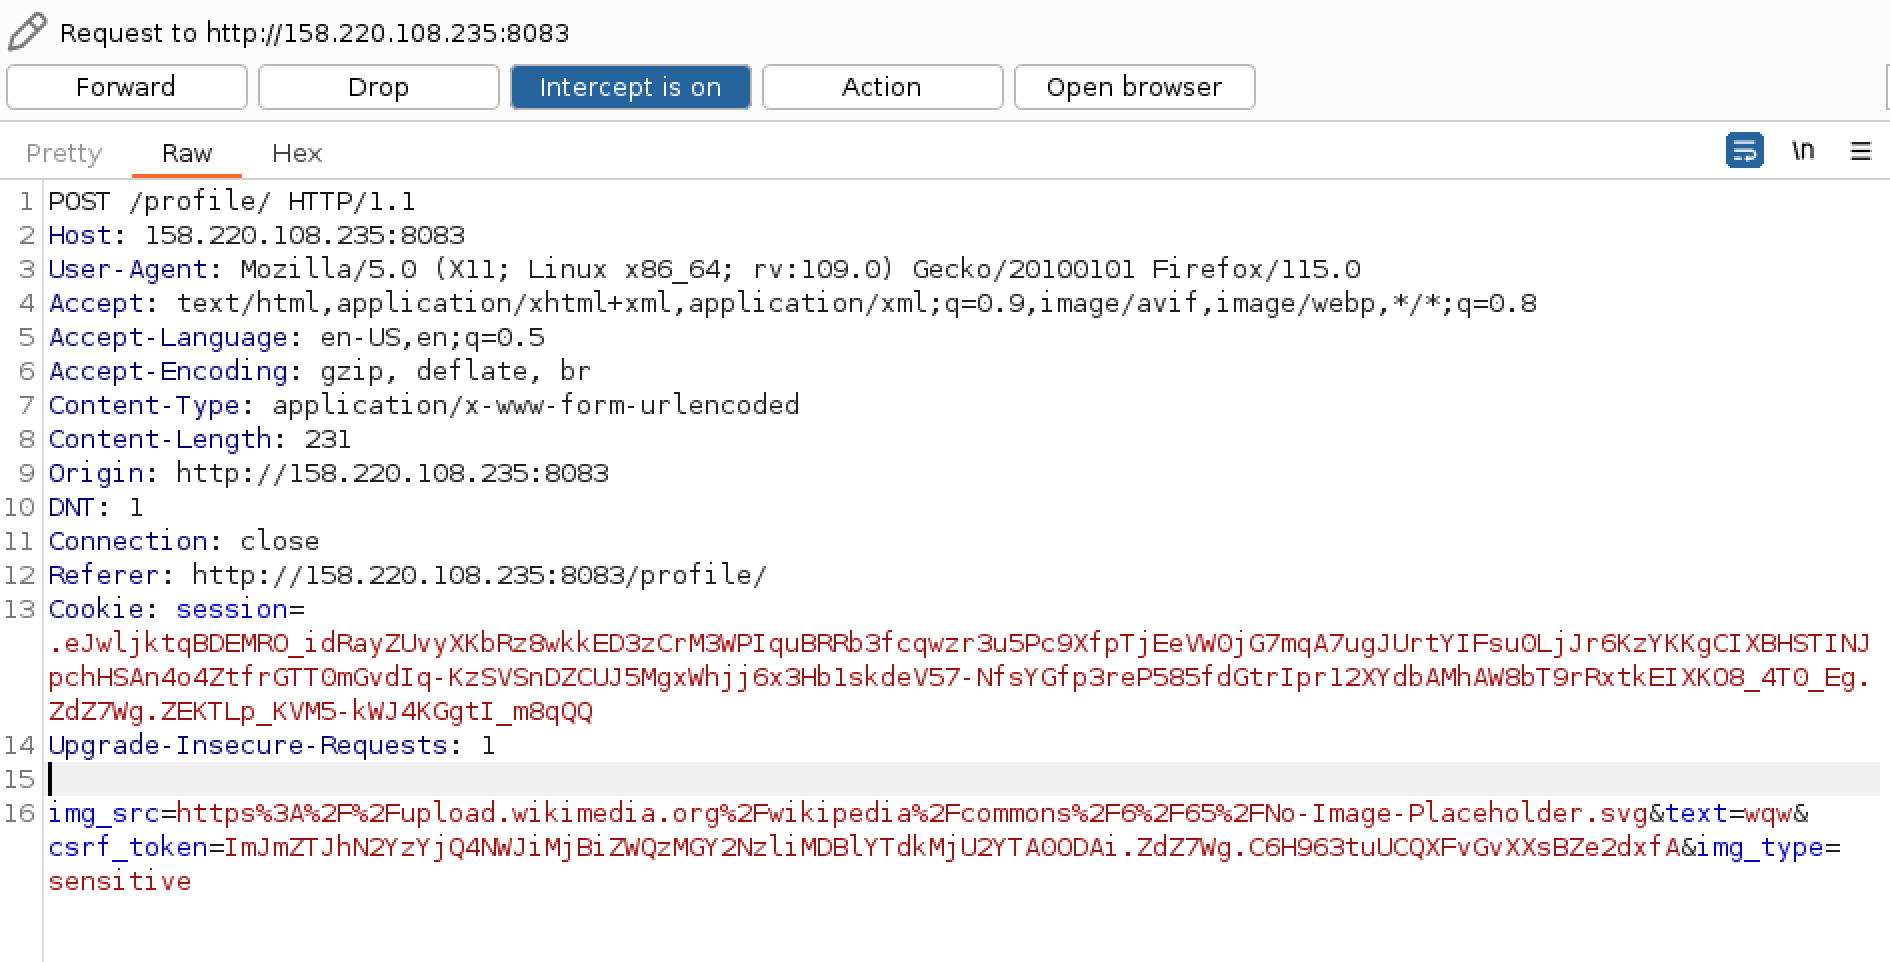 Request to http://158.220.108.235:8083
Forward Drop Intercept is on Action Open browser
Pretty Raw Hex \n
1 POST /profile/ HTTP/1.1
2 Host: 158.220.108.235:8083
3 User-Agent: Mozilla/5.0 (X11; Linux x86_64; rv:109.0) Gecko/20100101 Firefox/115.0
4 Accept: text/html,application/xhtml+xml,application/xml;q=0.9,image/avif,image/webp,*/*;q=0.8
5 Accept-Language: en-US,en;q=0.5
6 Accept-Encoding: gzip, deflate, br
7 Content-Type: application/x-www-form-urlencoded
8 Content-Length: 231
9 Origin: http://158.220.108.235:8083
10 DNT: 1
11 Connection: close
12 Referer: http://158.220.108.235:8083/profile/
13 Cookie: session=
.eJwljktqBDEMRO_idRayZUvyXKbRz8wkkED3zCrM3WPIquBRRb3fcqwzr3u5Pc9XfpTjEeVW0jG7mqA7ugJUrtYIFsu0LjJr6KzYKKgCIXBHSTINJ
pchHSAn4o4ZtfrGTT0mGvdIq-KzSVSnDZCUJ5MgxWhjj6x3Hb1skdeV57-NfsYGfp3reP585fdGtrIpr12XYdbAMhAW8bT9rRxtkEIXKO8_4T0_Eg.
ZdZ7Wg.ZEKTLp_KVM5-kWJ4KGgtI_m8qQQ
14 Upgrade-Insecure-Requests: 1
15
16 img_src=https%3A%2F%2Fupload.wikimedia.org%2Fwikipedia%2Fcommons%2F6%2F65%2FNo-Image-Placeholder.svg&text=wqw&
csrf_token=ImJmZTJhN2YzYjQ4NWJiMjBiZWQzMGY2NzliMDBlYTdkMjU2YTA0ODAi.ZdZ7Wg.C6H963tuUCQXFvGvXXsBZe2dxfA&img_type=
sensitive